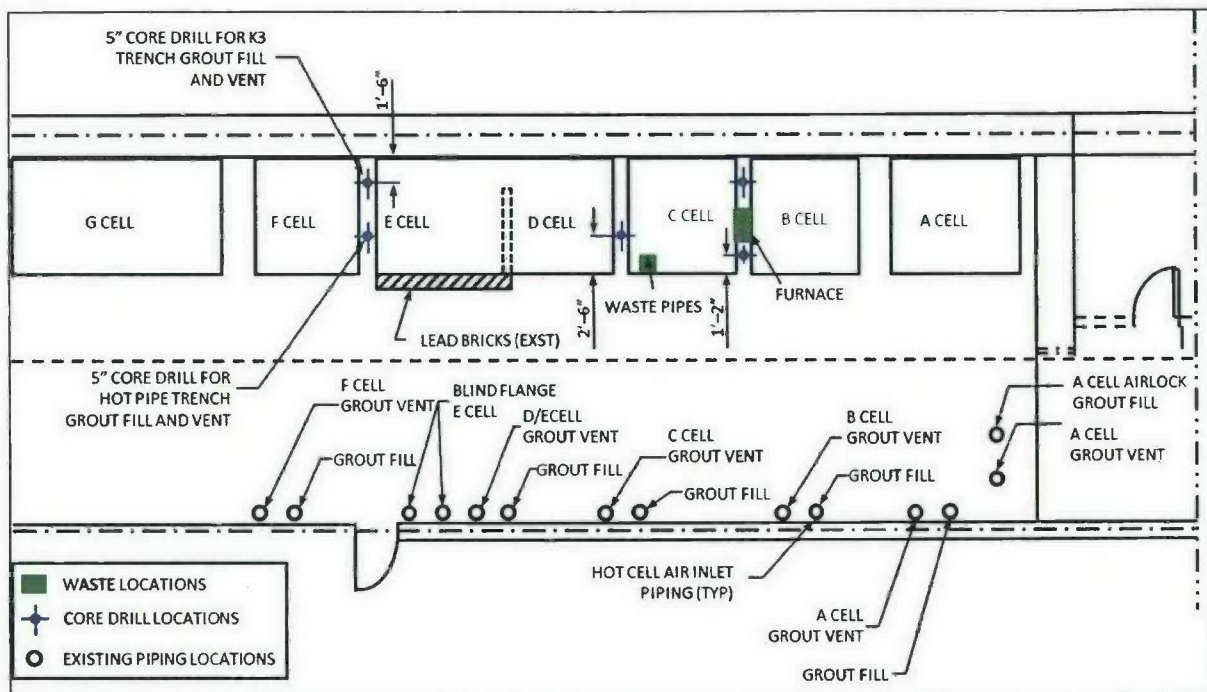 5" CORE DRILL FOR K3
TRENCH GROUT FILL
AND VENT
1'-6"
G CELL
F CELL
E CELL
D CELL
C CELL
B CELL
A CELL
WASTE PIPES
FURNACE
2'-6"
1'-2"
LEAD BRICKS (EXST)
5" CORE DRILL FOR
HOT PIPE TRENCH
GROUT FILL AND VENT
F CELL
GROUT VENT
BLIND FLANGE
E CELL
D/ECELL
GROUT VENT
C CELL
GROUT VENT
B CELL
GROUT VENT
A CELL AIRLOCK
GROUT FILL
A CELL
GROUT VENT
GROUT FILL
GROUT FILL
GROUT FILL
GROUT FILL
HOT CELL AIR INLET
PIPING (TYP)
A CELL
GROUT VENT
GROUT FILL
WASTE LOCATIONS
CORE DRILL LOCATIONS
EXISTING PIPING LOCATIONS